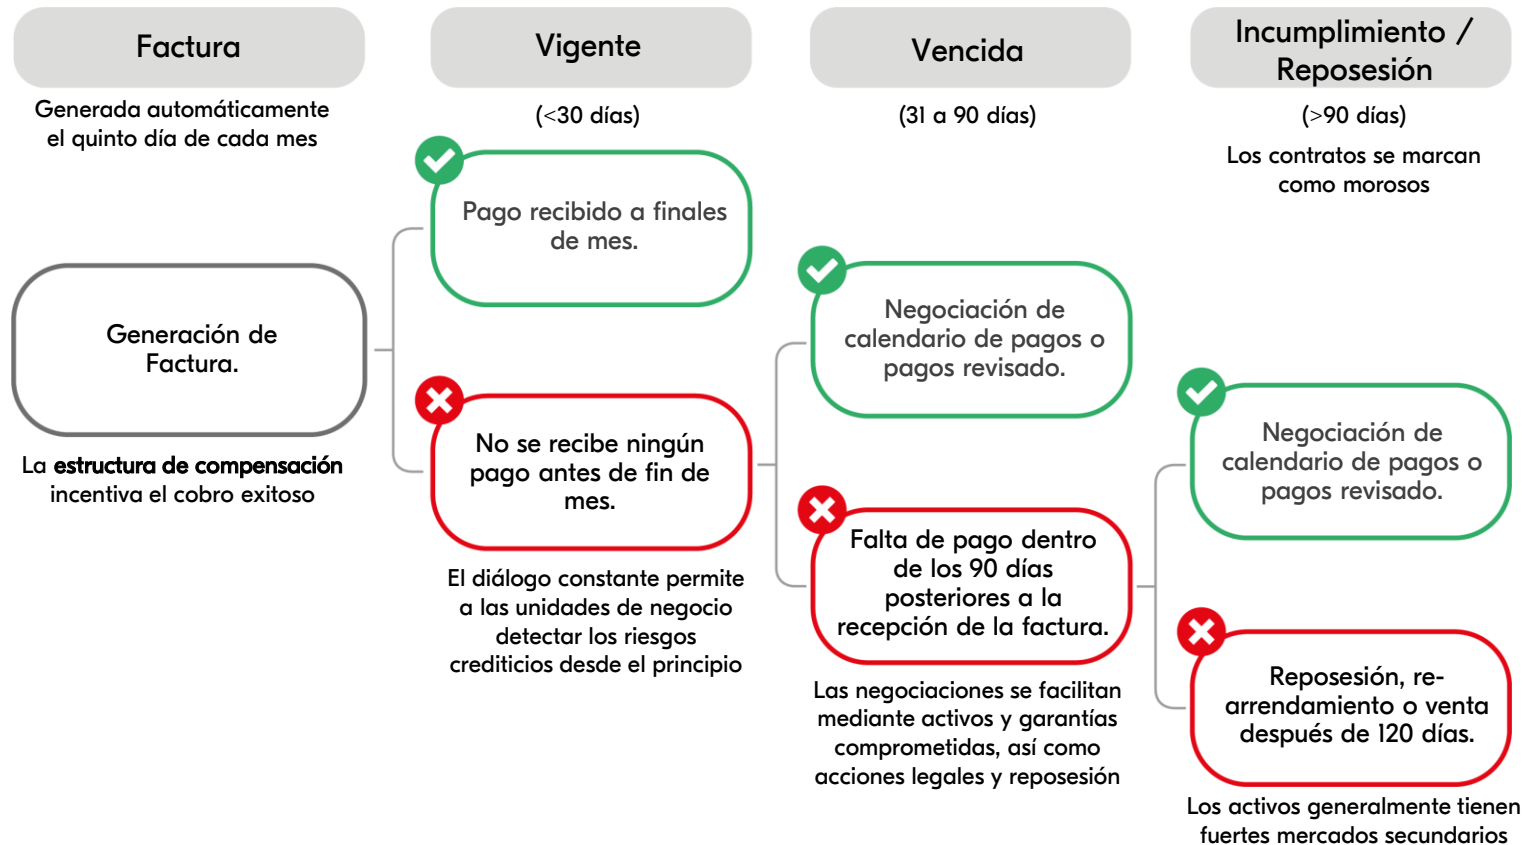 Factura
Generada automáticamente
el quinto día de cada mes
Generación de
Factura.
La estructura de compensación
incentiva el cobro exitoso
Vigente
(<30 días)
Pago recibido a finales
de mes.
No se recibe ningún
pago antes de fin de
mes.
El diálogo constante permite
a las unidades de negocio
detectar los riesgos
crediticios desde el principio
Vencida
(31 a 90 días)
Negociación de
calendario de pagos o
pagos revisado.
Falta de pago dentro
de los 90 días
posteriores a la
recepción de la factura.
Las negociaciones se facilitan
mediante activos y garantías
comprometidas, así como
acciones legales y reposesión
Incumplimiento /
Reposesión
(>90 días)
Los contratos se marcan
como morosos
Negociación de
calendario de pagos o
pagos revisado.
Reposesión, re-
arrendamiento o venta
después de 120 días.
Los activos generalmente tienen
fuertes mercados secundarios